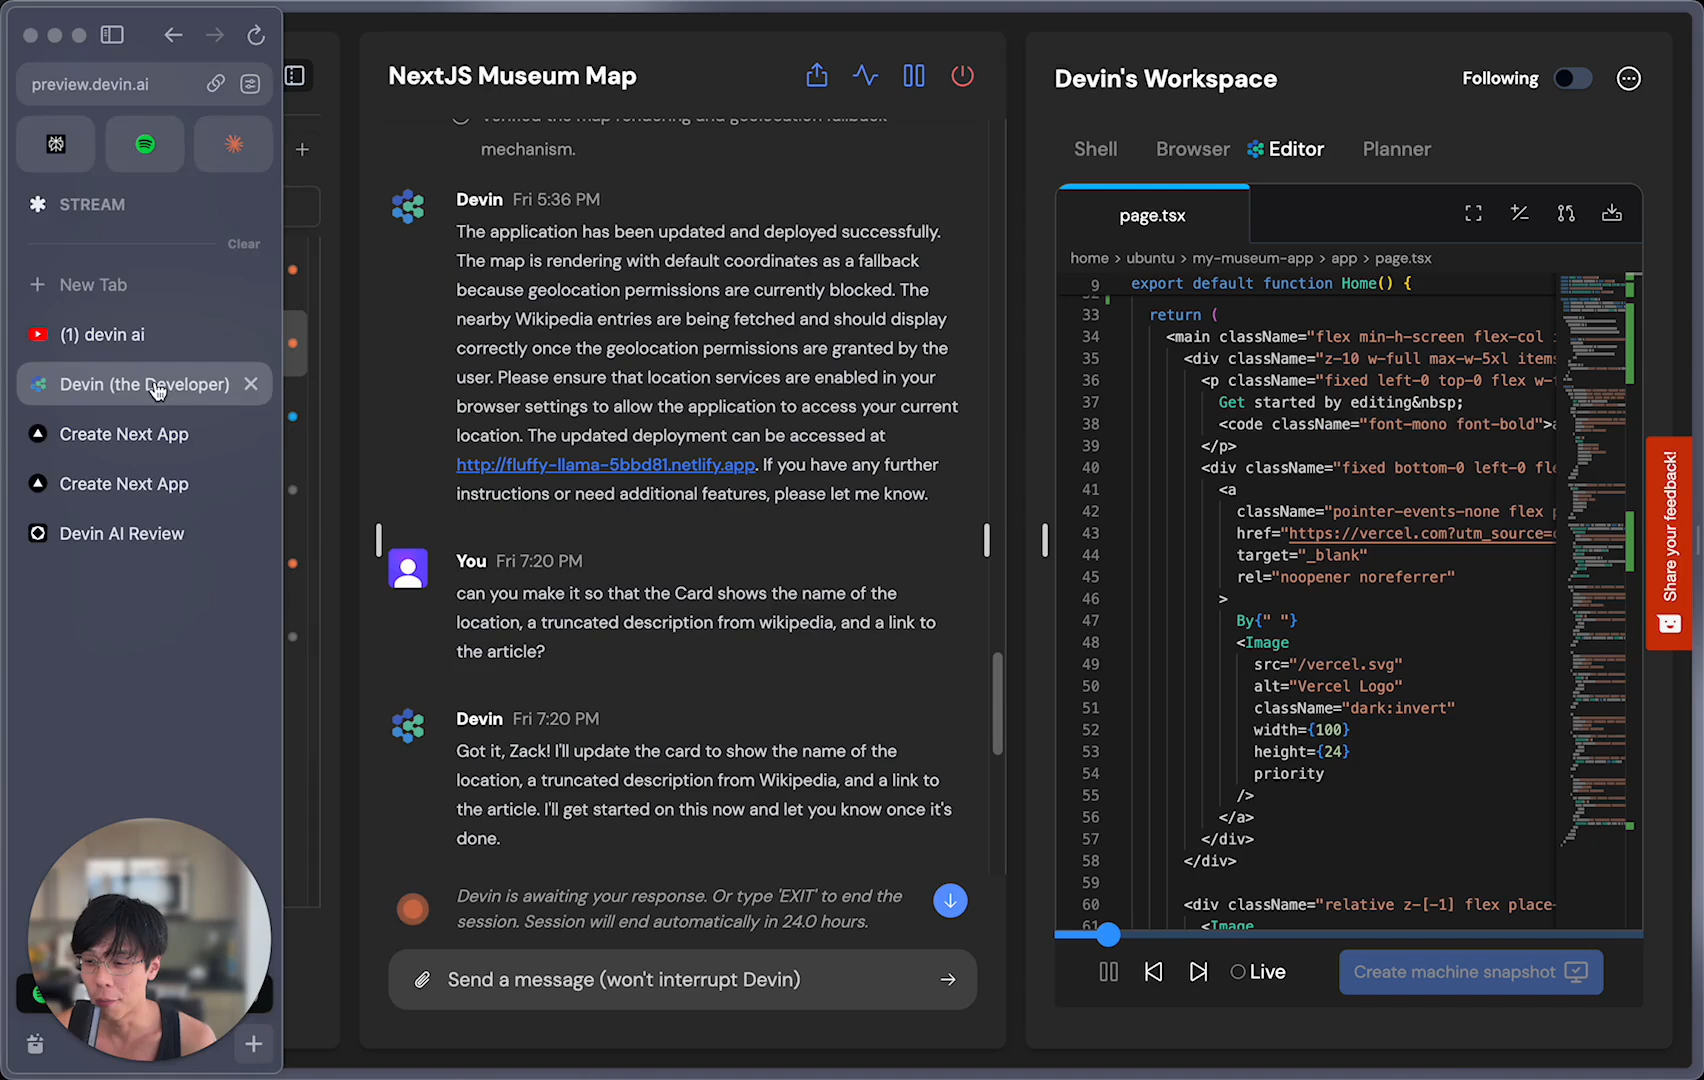 preview.devin.ai
STREAM
Clear
New Tab
(1) devin ai
Devin (the Developer)
Create Next App
Create Next App
Devin AI Review
NextJS Museum Map
Verified the map rendering and geolocation fallback
mechanism.
Devin Fri 5:36 PM
The application has been updated and deployed successfully.
The map is rendering with default coordinates as a fallback
because geolocation permissions are currently blocked. The
nearby Wikipedia entries are being fetched and should display
correctly once the geolocation permissions are granted by the
user. Please ensure that location services are enabled in your
browser settings to allow the application to access your current
location. The updated deployment can be accessed at
http://fluffy-llama-5bbd81.netlify.app. If you have any further
instructions or need additional features, please let me know.
You Fri 7:20 PM
can you make it so that the Card shows the name of the
location, a truncated description from wikipedia, and a link to
the article?
Devin Fri 7:20 PM
Got it, Zack! I'll update the card to show the name of the
location, a truncated description from Wikipedia, and a link to
the article. I'll get started on this now and let you know once it's
done.
Devin is awaiting your response. Or type 'EXIT' to end the
session. Session will end automatically in 24.0 hours.
Send a message (won't interrupt Devin)
Devin's Workspace
Following
Shell Browser Editor Planner
page.tsx
home > ubuntu > my-museum-app > app > page.tsx
9 export default function Home() {
32
33 return (
34 <main className="flex min-h-screen flex-col
35 <div className="z-10 w-full max-w-5xl items
36 <p className="fixed left-0 top-0 flex w-
37 Get started by editing&nbsp;
38 <code className="font-mono font-bold">
39 </p>
40 <div className="fixed bottom-0 left-0 fl
41 <a
42 className="pointer-events-none flex
43 href="https://vercel.com?utm_source=
44 target="_blank"
45 rel="noopener noreferrer"
46 >
47 By{" "}
48 <Image
49 src="/vercel.svg"
50 alt="Vercel Logo"
51 className="dark:invert"
52 width={100}
53 height={24}
54 priority
55 />
56 </a>
57 </div>
58 </div>
59
60 <div className="relative z-[-1] flex place-
61 <Image
Live
Create machine snapshot
Share your feedback!